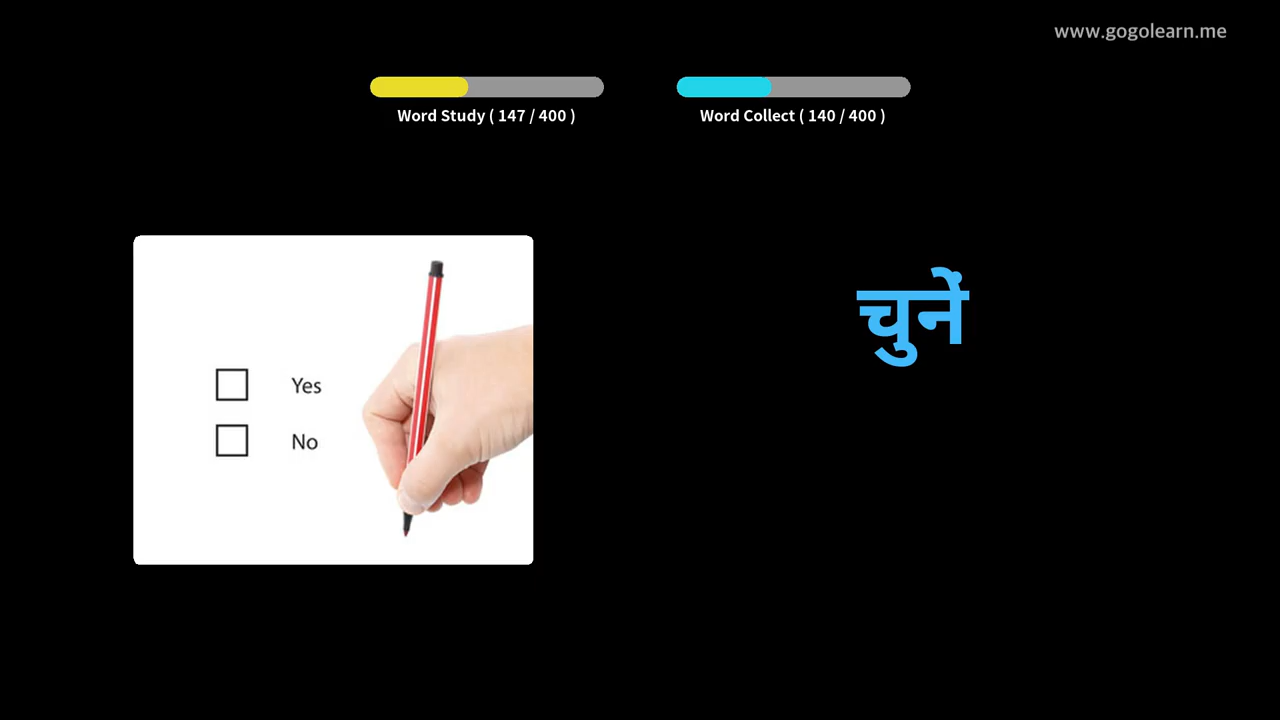 www.gogolearn.me
Word Study ( 147 / 400 )
Word Collect ( 140 / 400 )
चुनें
Yes
No